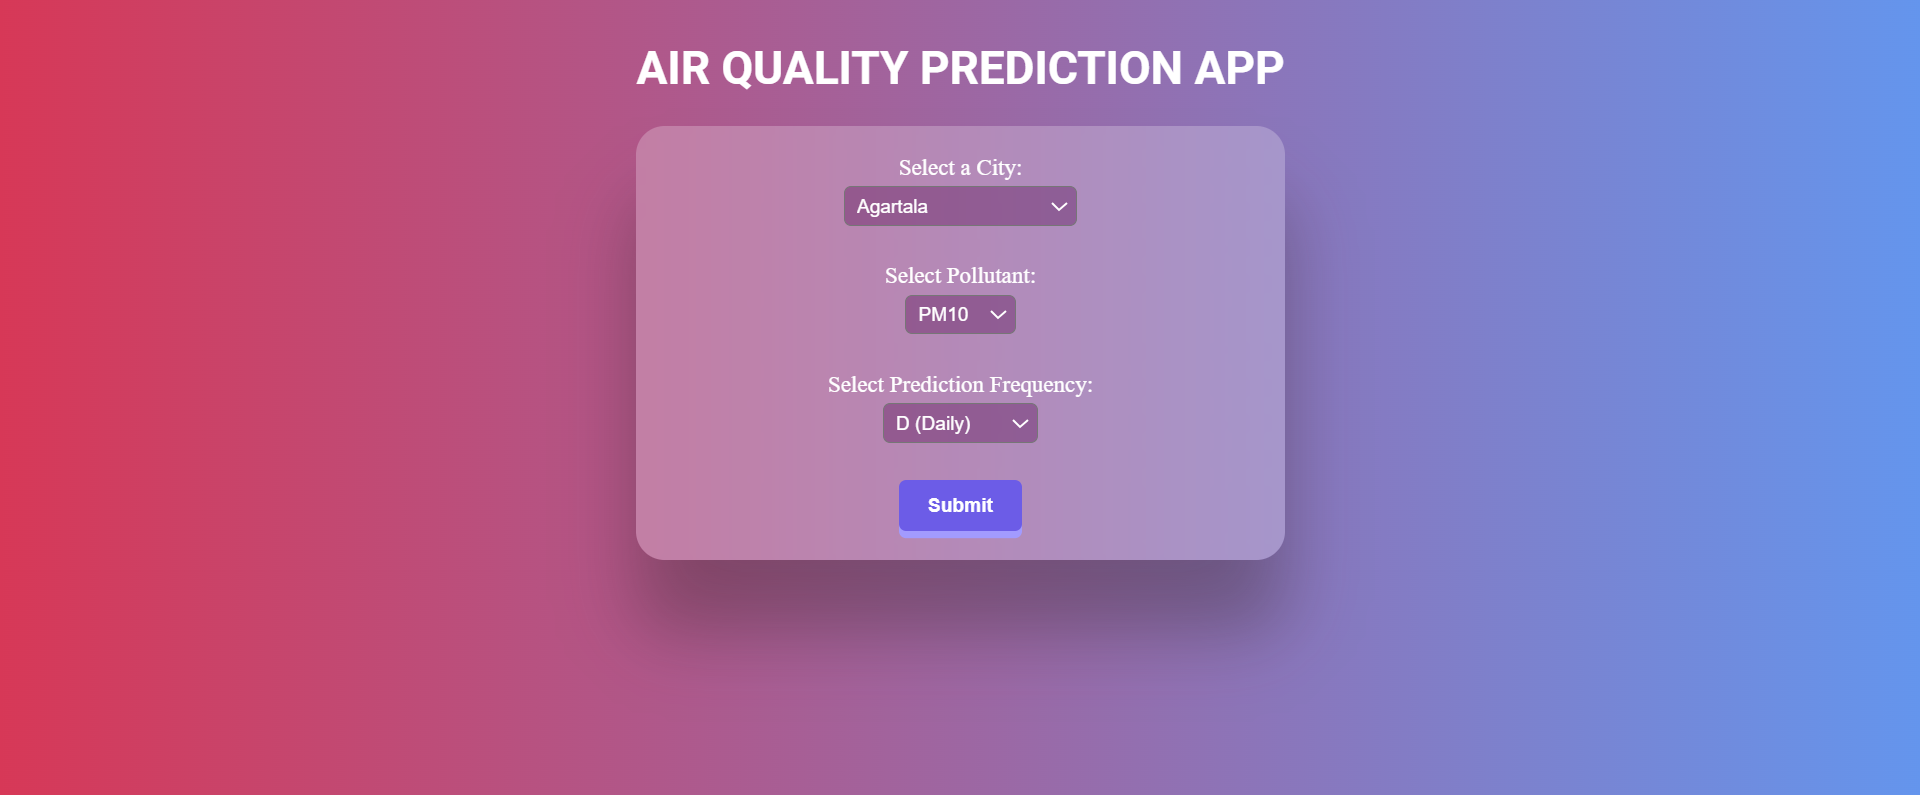 AIR QUALITY PREDICTION APP
Select a City:
Agartala
Select Pollutant:
PM10
Select Prediction Frequency:
D (Daily)
Submit